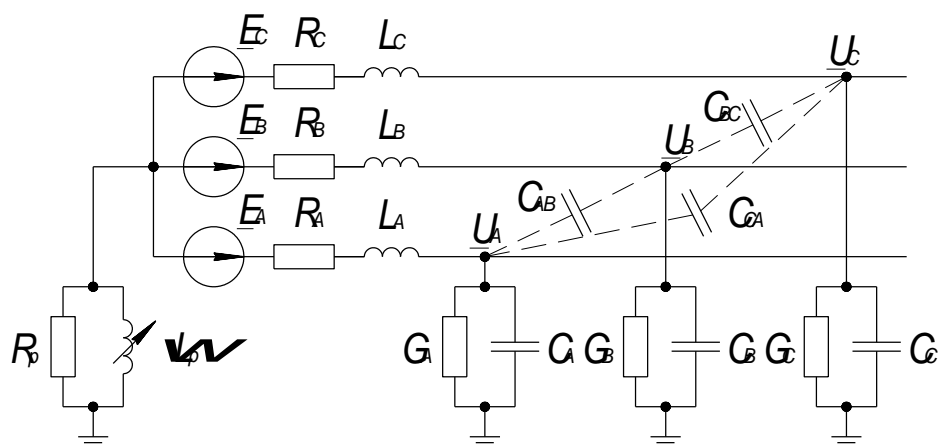 E_C R_C L_C U_C
C_BC
E_B R_B L_B U_B
C_AB C_CA
E_A R_A L_A U_A
R_p L_p G_A C_A G_B C_B G_C C_C